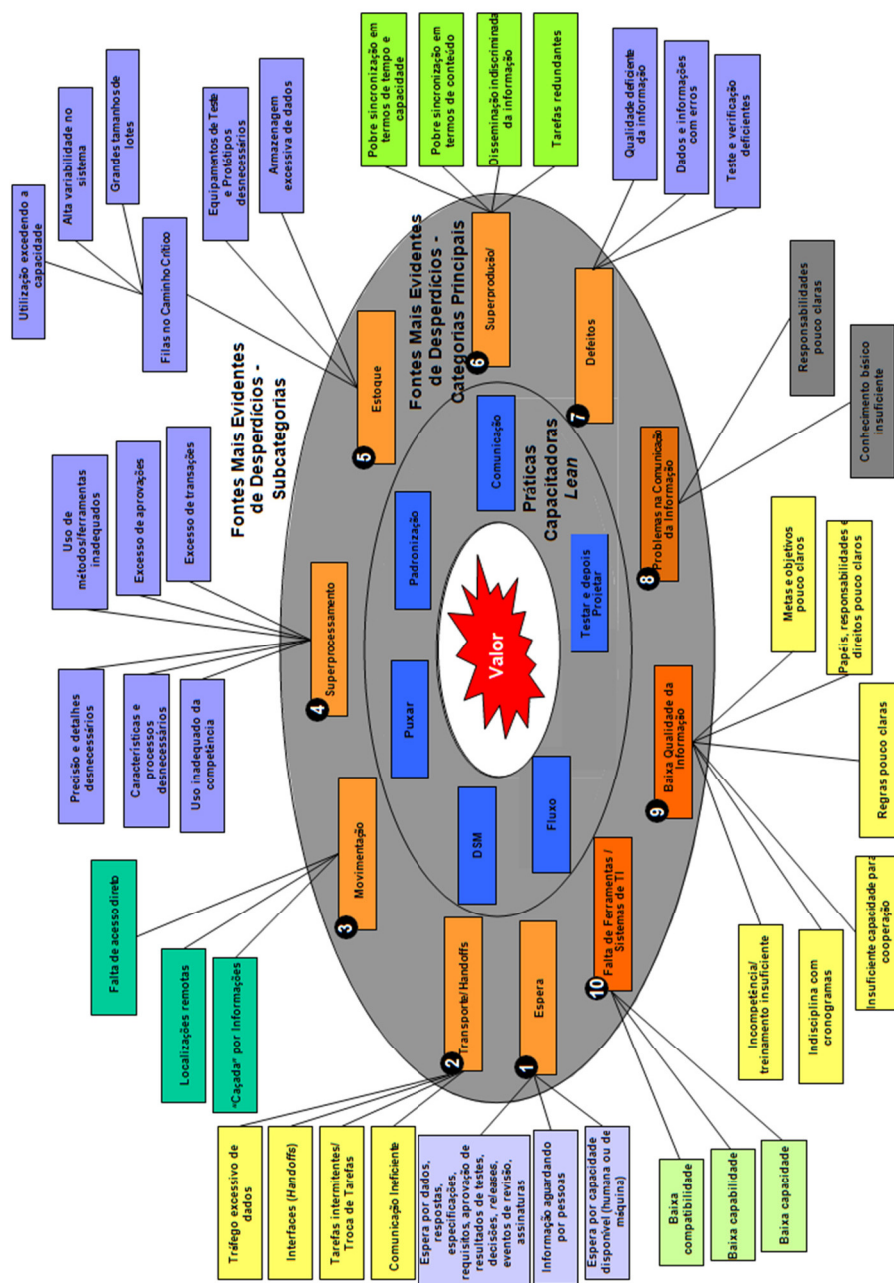 Fontes Mais Evidentes
de Desperdícios -
Subcategorias
Fontes Mais Evidentes
de Desperdícios -
Categorias Principais
Práticas
Capacitadoras
Lean
Valor
Fluxo
DSM
Puxar
Padronização
Comunicação
Testar e depois
Projetar
1
Espera
Espera por dados,
respostas,
especificações,
requisitos, aprovação de
resultados de testes,
decisões, releases,
eventos de revisão,
assinaturas
Informação aguardando
por pessoas
Espera por capacidade
disponível (humana ou de
máquina)
2
Transporte/ Handoffs
Tráfego excessivo de
dados
Interfaces (Handoffs)
Tarefas intermitentes/
Troca de Tarefas
Comunicação Ineficiente
3
Movimentação
Falta de acesso direto
Localizações remotas
"Caçada" por Informações
4
Superprocessamento
Precisão e detalhes
desnecessários
Características e
processos
desnecessários
Uso inadequado da
competência
Uso de
métodos/ferramentas
inadequados
Excesso de aprovações
Excesso de transações
5
Estoque
Filas no Caminho Crítico
Utilização excedendo a
capacidade
Alta variabilidade no
sistema
Grandes tamanhos de
lotes
Equipamentos de Teste
e Protótipos
desnecessários
Armazenagem
excessiva de dados
6
Superprodução/
Pobre sincronização em
termos de tempo e
capacidade
Pobre sincronização em
termos de conteúdo
Disseminação indiscriminada
da informação
Tarefas redundantes
7
Defeitos
Qualidade deficiente
da informação
Dados e informações
com erros
Teste e verificação
deficientes
8
Problemas na Comunicação
da Informação
Responsabilidades
pouco claras
Conhecimento básico
insuficiente
9
Baixa Qualidade da
Informação
Metas e objetivos
pouco claros
Papéis, responsabilidades e
direitos pouco claros
Regras pouco claras
Insuficiente capacidade para
cooperação
Indisciplina com
cronogramas
Incompetência/
treinamento insuficiente
10
Falta de Ferramentas /
Sistemas de TI
Baixa
compatibilidade
Baixa capabilidade
Baixa capacidade